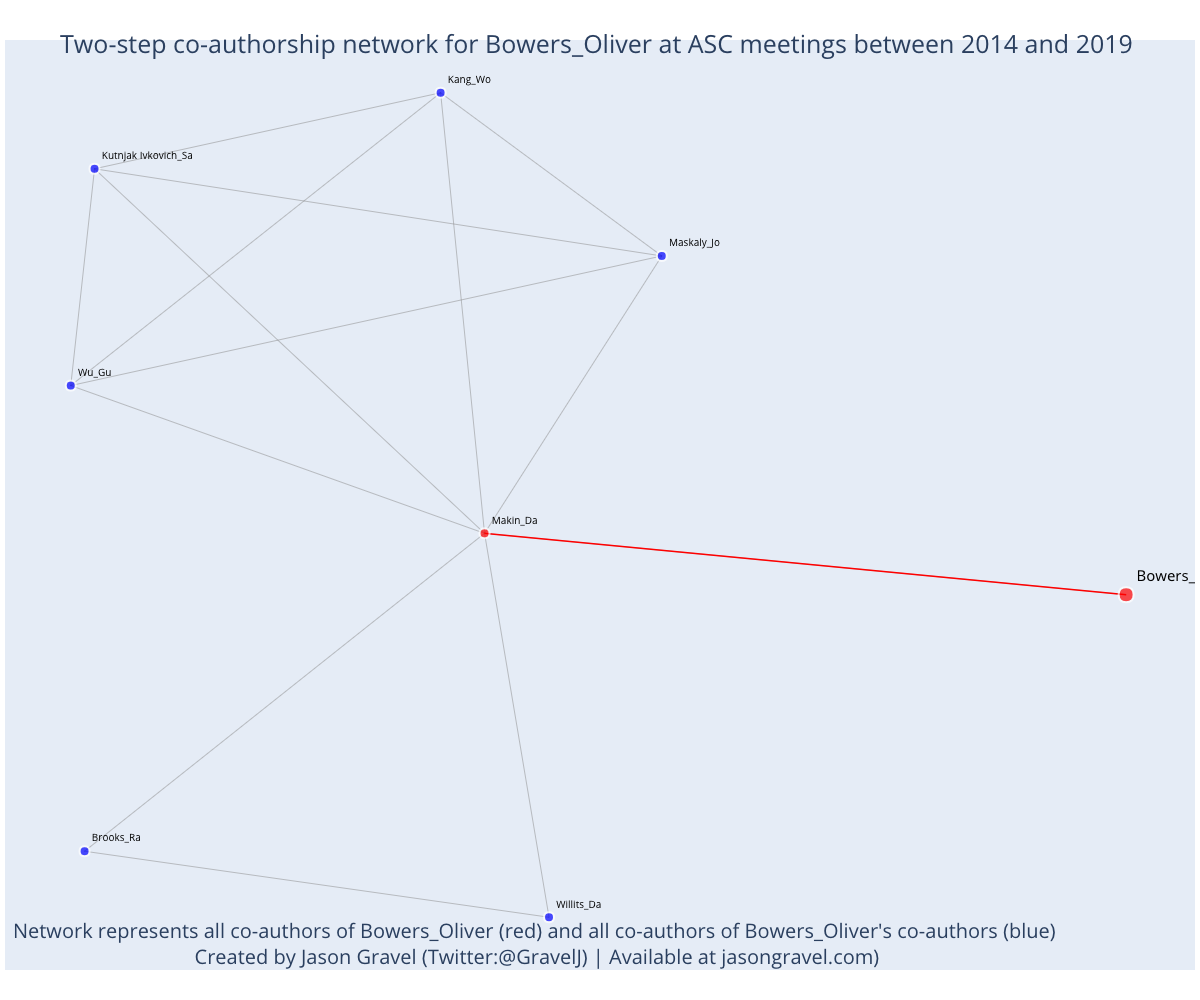 Two-step co-authorship network for Bowers_Oliver at ASC meetings between 2014 and 2019
Kang_Wo
Kutnjak Ivkovich_Sa
Maskaly_Jo
Wu_Gu
Makin_Da
Bowers_
Brooks_Ra
Willits_Da
Network represents all co-authors of Bowers_Oliver (red) and all co-authors of Bowers_Oliver's co-authors (blue)
Created by Jason Gravel (Twitter:@GravelJ) | Available at jasongravel.com)